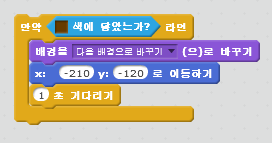 만약 색에 닿았는가? 라면
배경을 다음 배경으로 바꾸기 (으)로 바꾸기
x: -210 y: -120 로 이동하기
1 초 기다리기